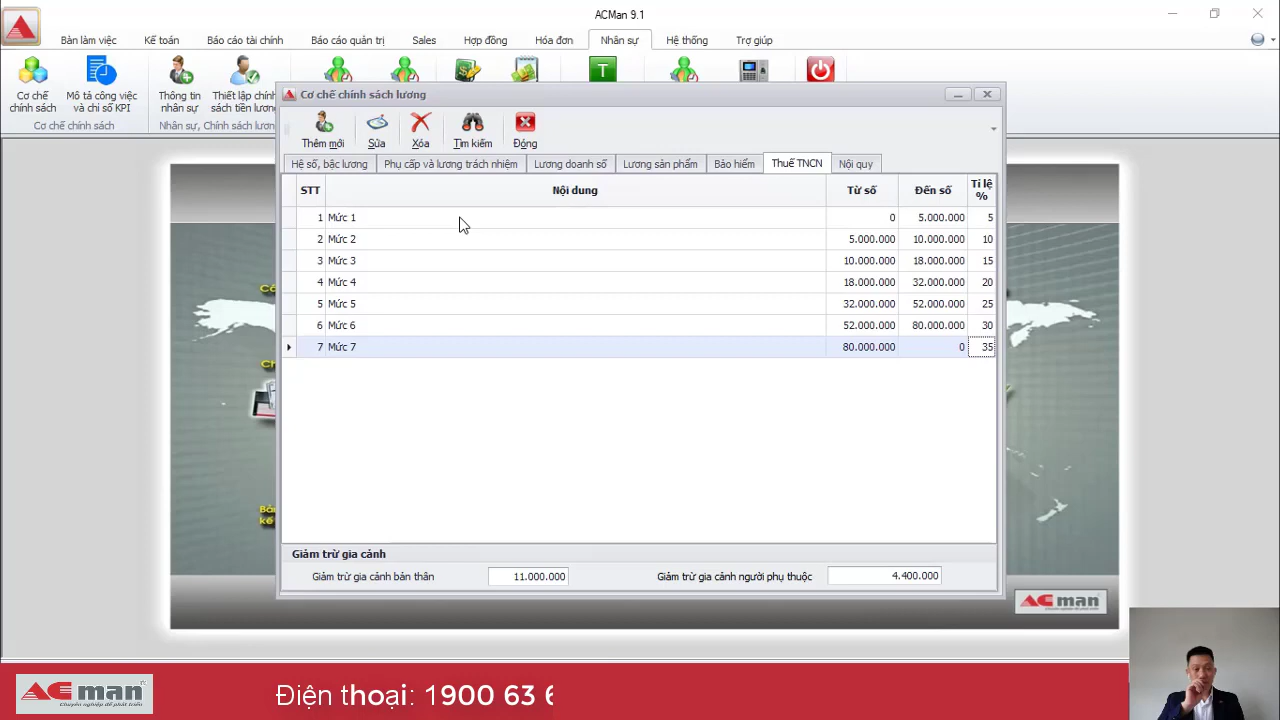 ACMan 9.1
Bàn làm việc Kế toán Báo cáo tài chính Báo cáo quản trị Sales Hợp đồng Hóa đơn Nhân sự Hệ thống Trợ giúp
Cơ chế chính sách
Mô tả công việc và chỉ số KPI
Thông tin nhân sự
Thiết lập chính sách tiền lương
Cơ chế chính sách
Nhân sự, Chính sách lương
Cơ chế chính sách lương
Thêm mới Sửa Xóa Tìm kiếm Đóng
Hệ số, bậc lương Phụ cấp và lương trách nhiệm Lương doanh số Lương sản phẩm Bảo hiểm Thuế TNCN Nội quy
STT Nội dung Từ số Đến số Tỉ lệ %
1 Mức 1 0 5.000.000 5
2 Mức 2 5.000.000 10.000.000 10
3 Mức 3 10.000.000 18.000.000 15
4 Mức 4 18.000.000 32.000.000 20
5 Mức 5 32.000.000 52.000.000 25
6 Mức 6 52.000.000 80.000.000 30
7 Mức 7 80.000.000 0 35
Giảm trừ gia cảnh
Giảm trừ gia cảnh bản thân 11.000.000 Giảm trừ gia cảnh người phụ thuộc 4.400.000
ACman
ACman
Chuyên nghiệp để phát triển
Điện thoại: 1900 63 6